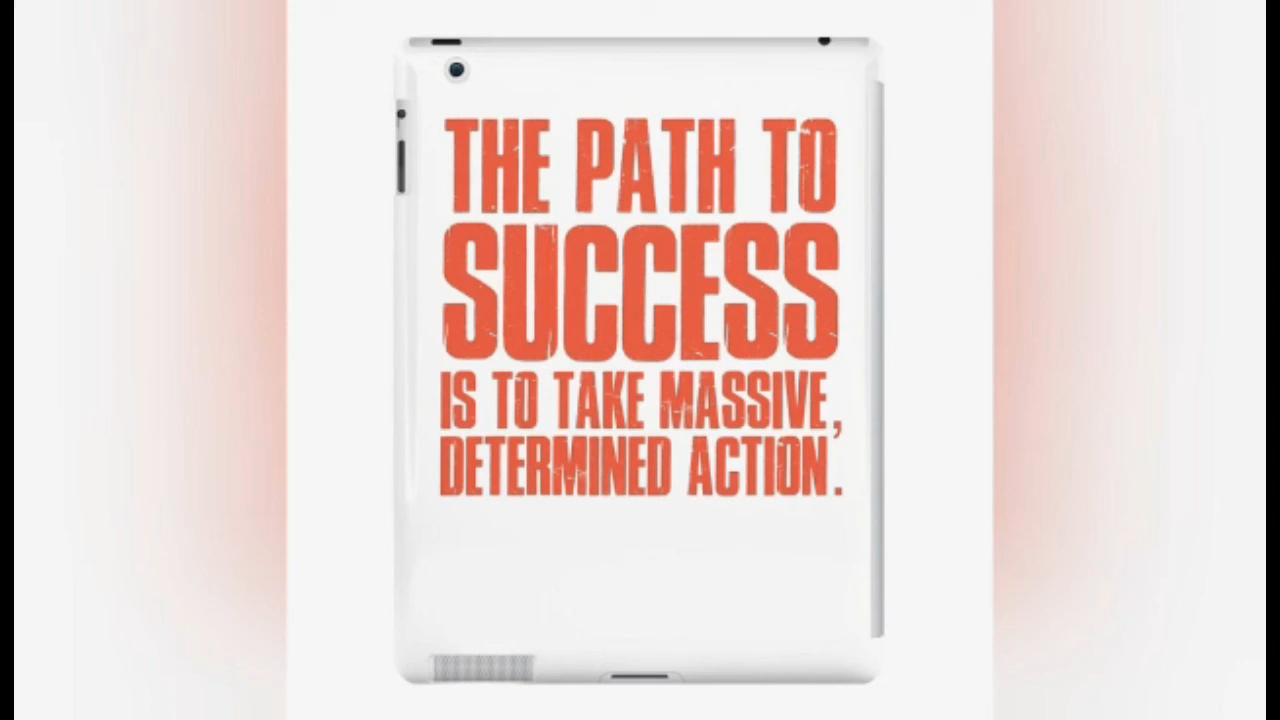 THE PATH TO
SUCCESS
IS TO TAKE MASSIVE,
DETERMINED ACTION.